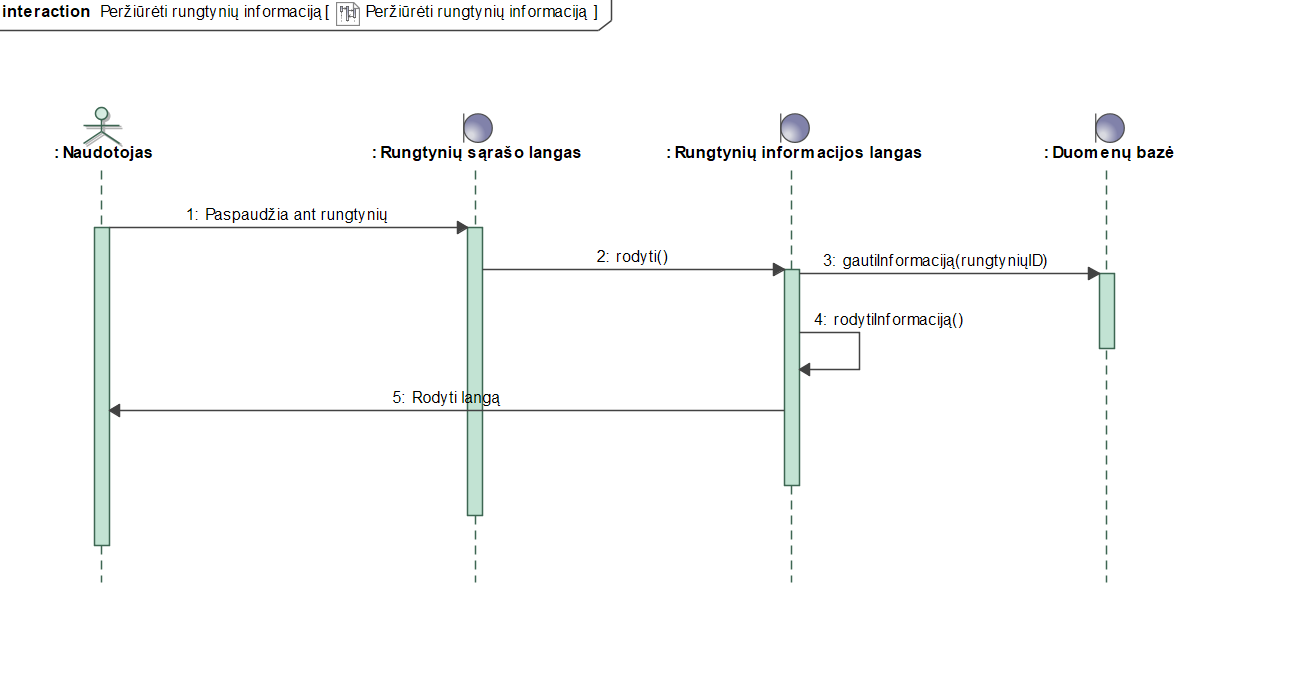 interaction Peržiūrėti rungtynių informaciją [ Peržiūrėti rungtynių informaciją ]
: Naudotojas
: Rungtynių sąrašo langas
: Rungtynių informacijos langas
: Duomenų bazė
1: Paspaudžia ant rungtynių
2: rodyti()
3: gautiInformaciją(rungtyniųID)
4: rodytiInformaciją()
5: Rodyti langą